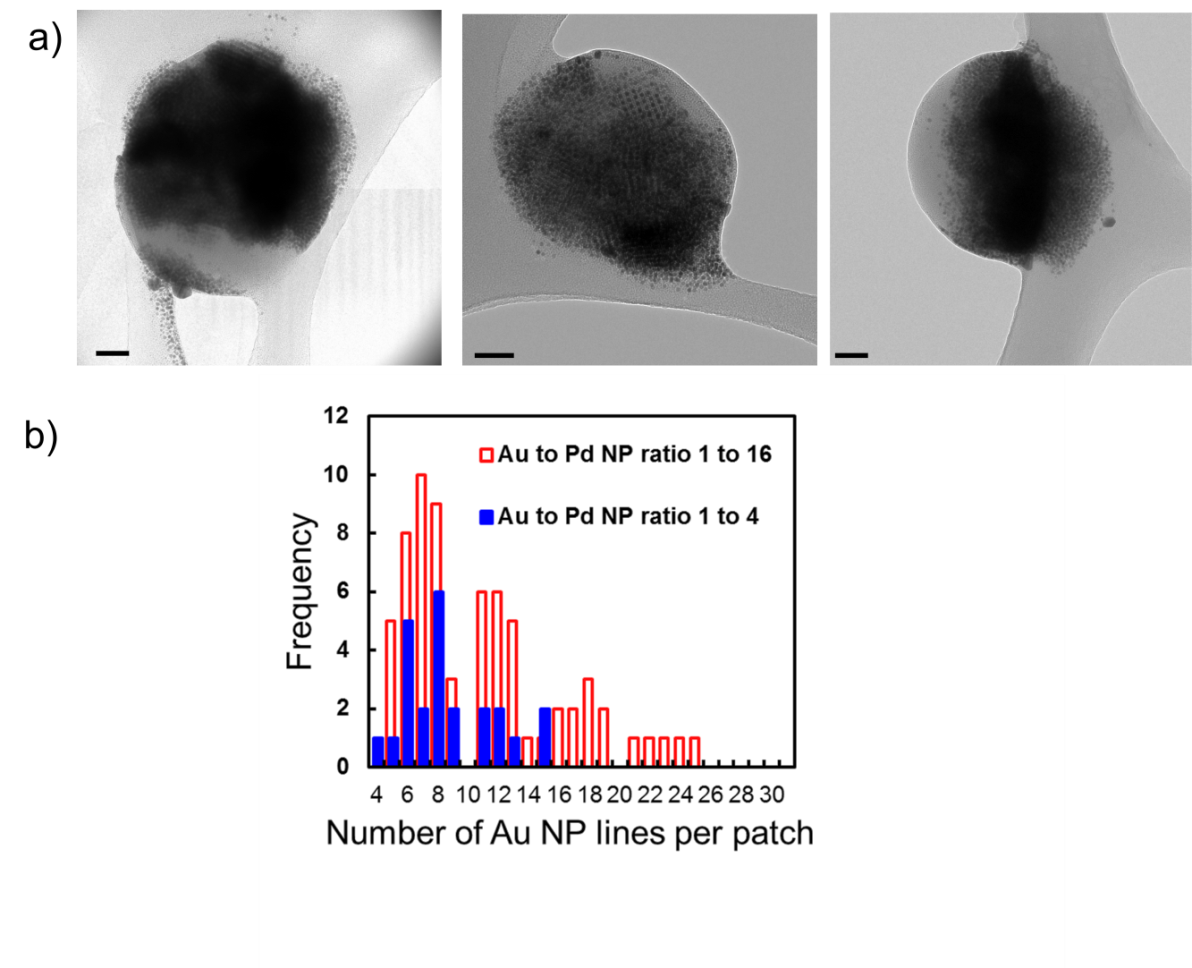 a)
b)
12
Au to Pd NP ratio 1 to 16
10
Au to Pd NP ratio 1 to 4
8
6
4
2
0
Frequency
4 6 8 10 12 14 16 18 20 22 24 26 28 30
Number of Au NP lines per patch